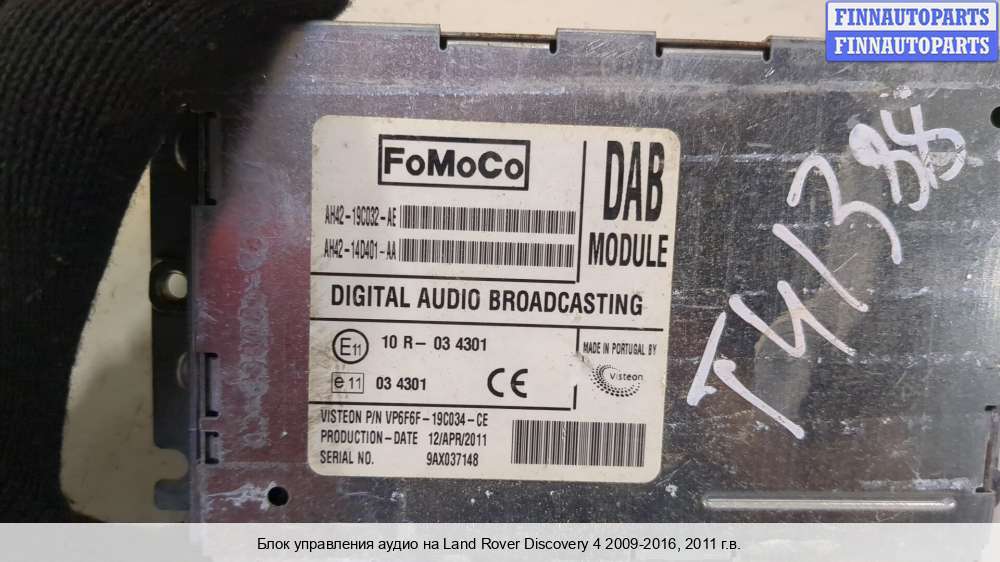 FINNAUTOPARTS
FINNAUTOPARTS
FoMoCo
AH42-19C032-AE
AH42-14D401-AA
DAB
MODULE
DIGITAL AUDIO BROADCASTING
E11
10 R- 03 4301
e 11
03 4301
CE
MADE IN PORTUGAL BY
Visteon
VISTEON P/N VP6F6F-19C034-CE
PRODUCTION-DATE 12/APR/2011
SERIAL NO. 9AX037148
Блок управления аудио на Land Rover Discovery 4 2009-2016, 2011 г.в.